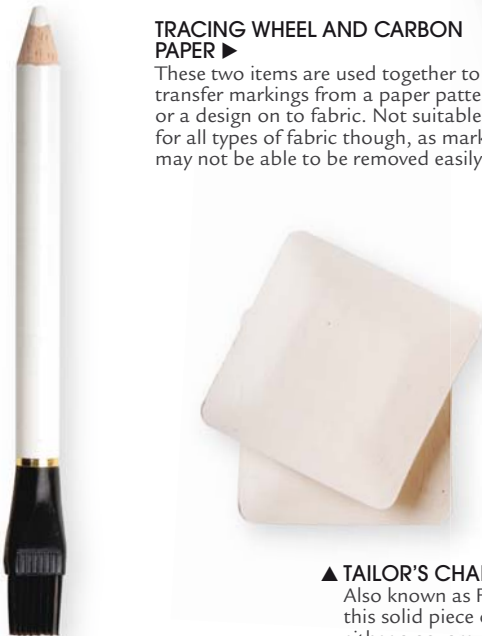 TRACING WHEEL AND CARBON
PAPER ▶
These two items are used together to
transfer markings from a paper patte
or a design on to fabric. Not suitable
for all types of fabric though, as mark
may not be able to be removed easily
▲ TAILOR'S CHA
Also known as F
this solid piece